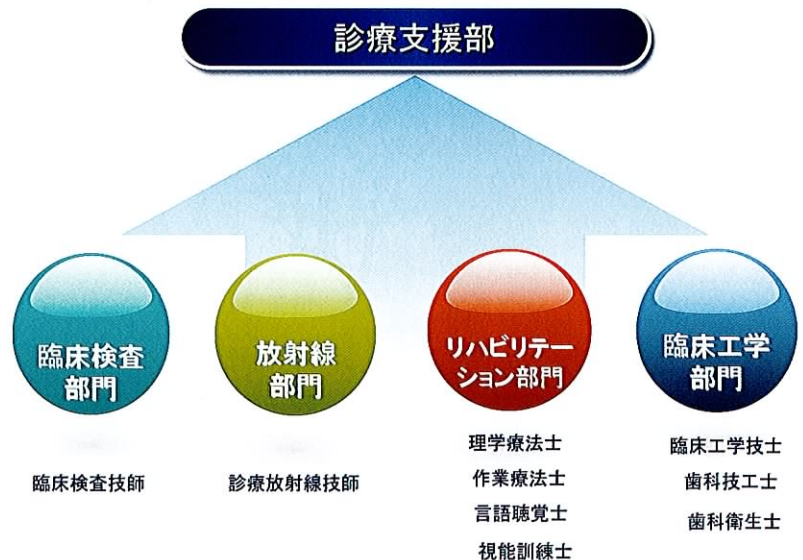 診療支援部
臨床検査
部門
放射線
部門
リハビリテー
ション部門
臨床工学
部門
臨床検査技師
診療放射線技師
理学療法士
作業療法士
言語聴覚士
視能訓練士
臨床工学技士
歯科技工士
歯科衛生士